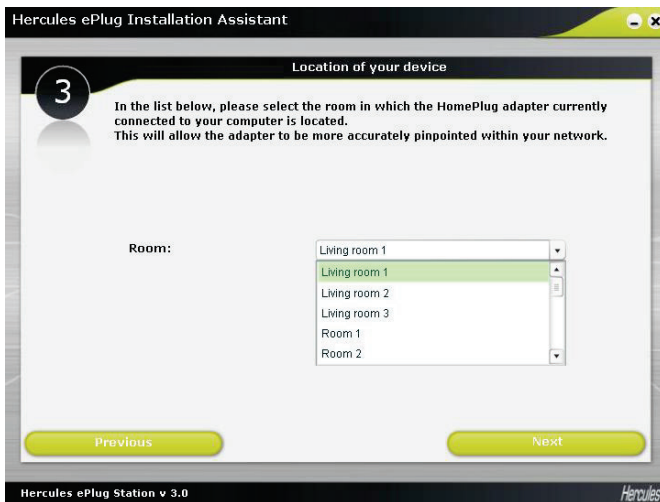 Hercules ePlug Installation Assistant
Location of your device
3
In the list below, please select the room in which the HomePlug adapter currently
connected to your computer is located.
This will allow the adapter to be more accurately pinpointed within your network.
Room:
Living room 1
Living room 1
Living room 2
Living room 3
Room 1
Room 2
Previous
Next
Hercules ePlug Station v 3.0
Hercules